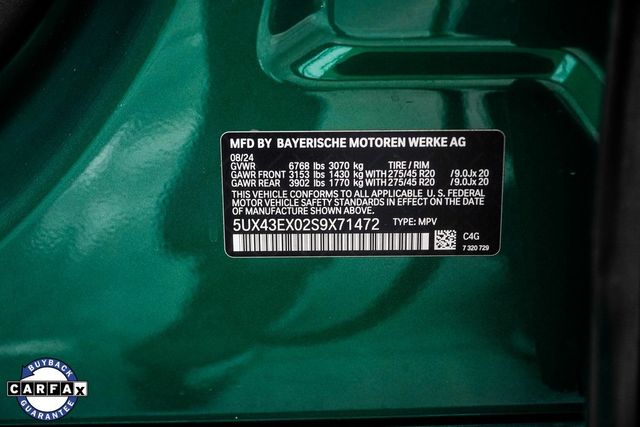 MFD BY BAYERISCHE MOTOREN WERKE AG
08/24
GVWR 6768 lbs 3070 kg TIRE / RIM
GAWR FRONT 3153 lbs 1430 kg WITH 275/45 R20 /9.0Jx 20
GAWR REAR 3902 lbs 1770 kg WITH 275/45 R20 /9.0Jx 20
THIS VEHICLE CONFORMS TO ALL APPLICABLE U. S. FEDERAL
MOTOR VEHICLE SAFETY STANDARDS IN EFFECT ON THE DATE
OF MANUFACTURE SHOWN ABOVE.
5UX43EX02S9X71472 TYPE: MPV
C4G
7 320 729
BUYBACK
CARFAX
GUARANTEE